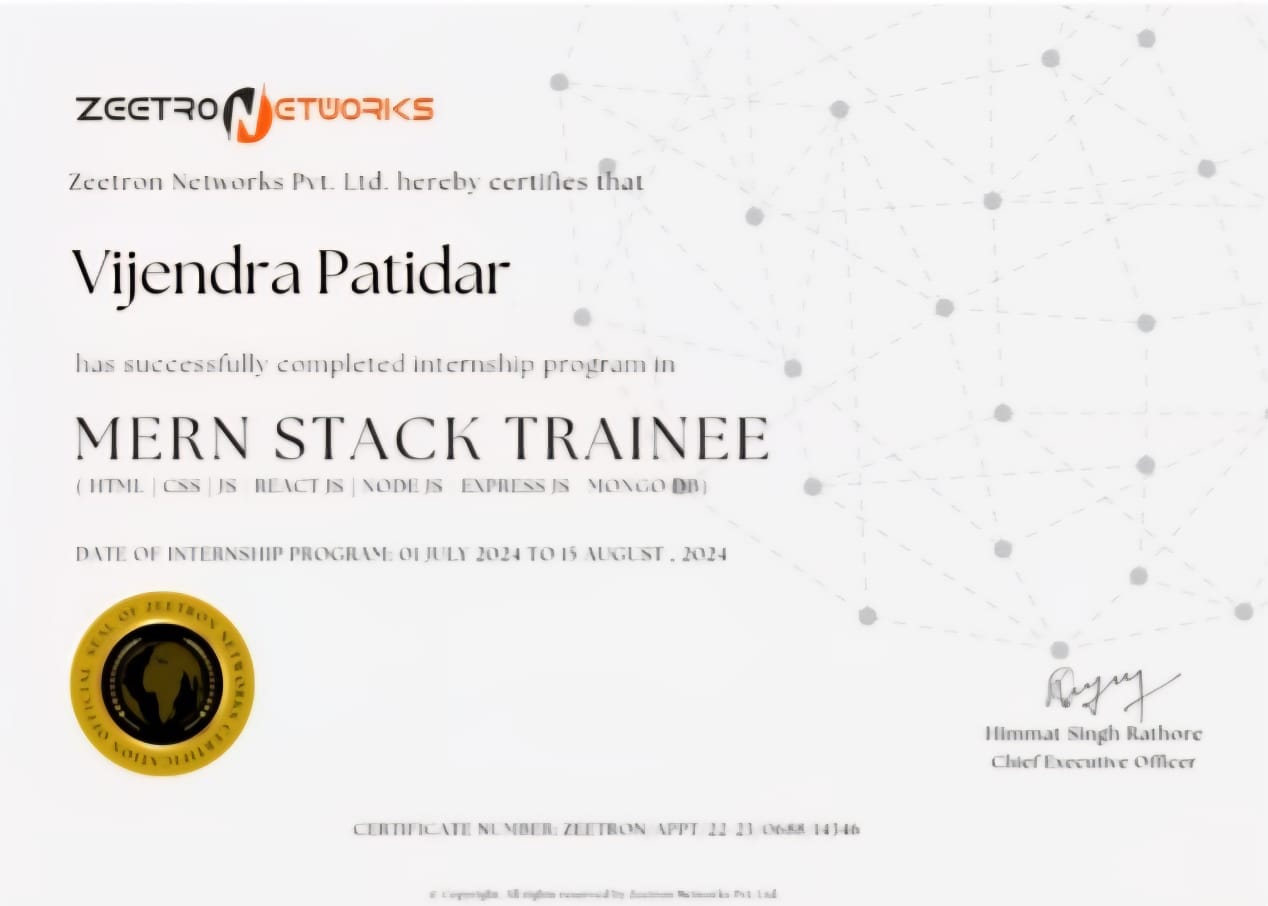 ZEETRON NETWORKS
Zeetron Networks Pvt. Ltd. hereby certifies that
Vijendra Patidar
has successfully completed internship program in
MERN STACK TRAINEE
( HTML | CSS | JS REACT JS | NODE JS EXPRESS JS MONGO DB)
DATE OF INTERNSHIP PROGRAM: 01 JULY 2024 TO 15 AUGUST , 2024
OFFICIAL SEAL OF ZEETRON NETWORKS CERTIFICATION
Himmat Singh Rathore
Chief Executive Officer
CERTIFICATE NUMBER: ZEETRON APPT 22 23 0688 14346
© Copyright. All rights reserved by Zeetron Networks Pvt. Ltd.